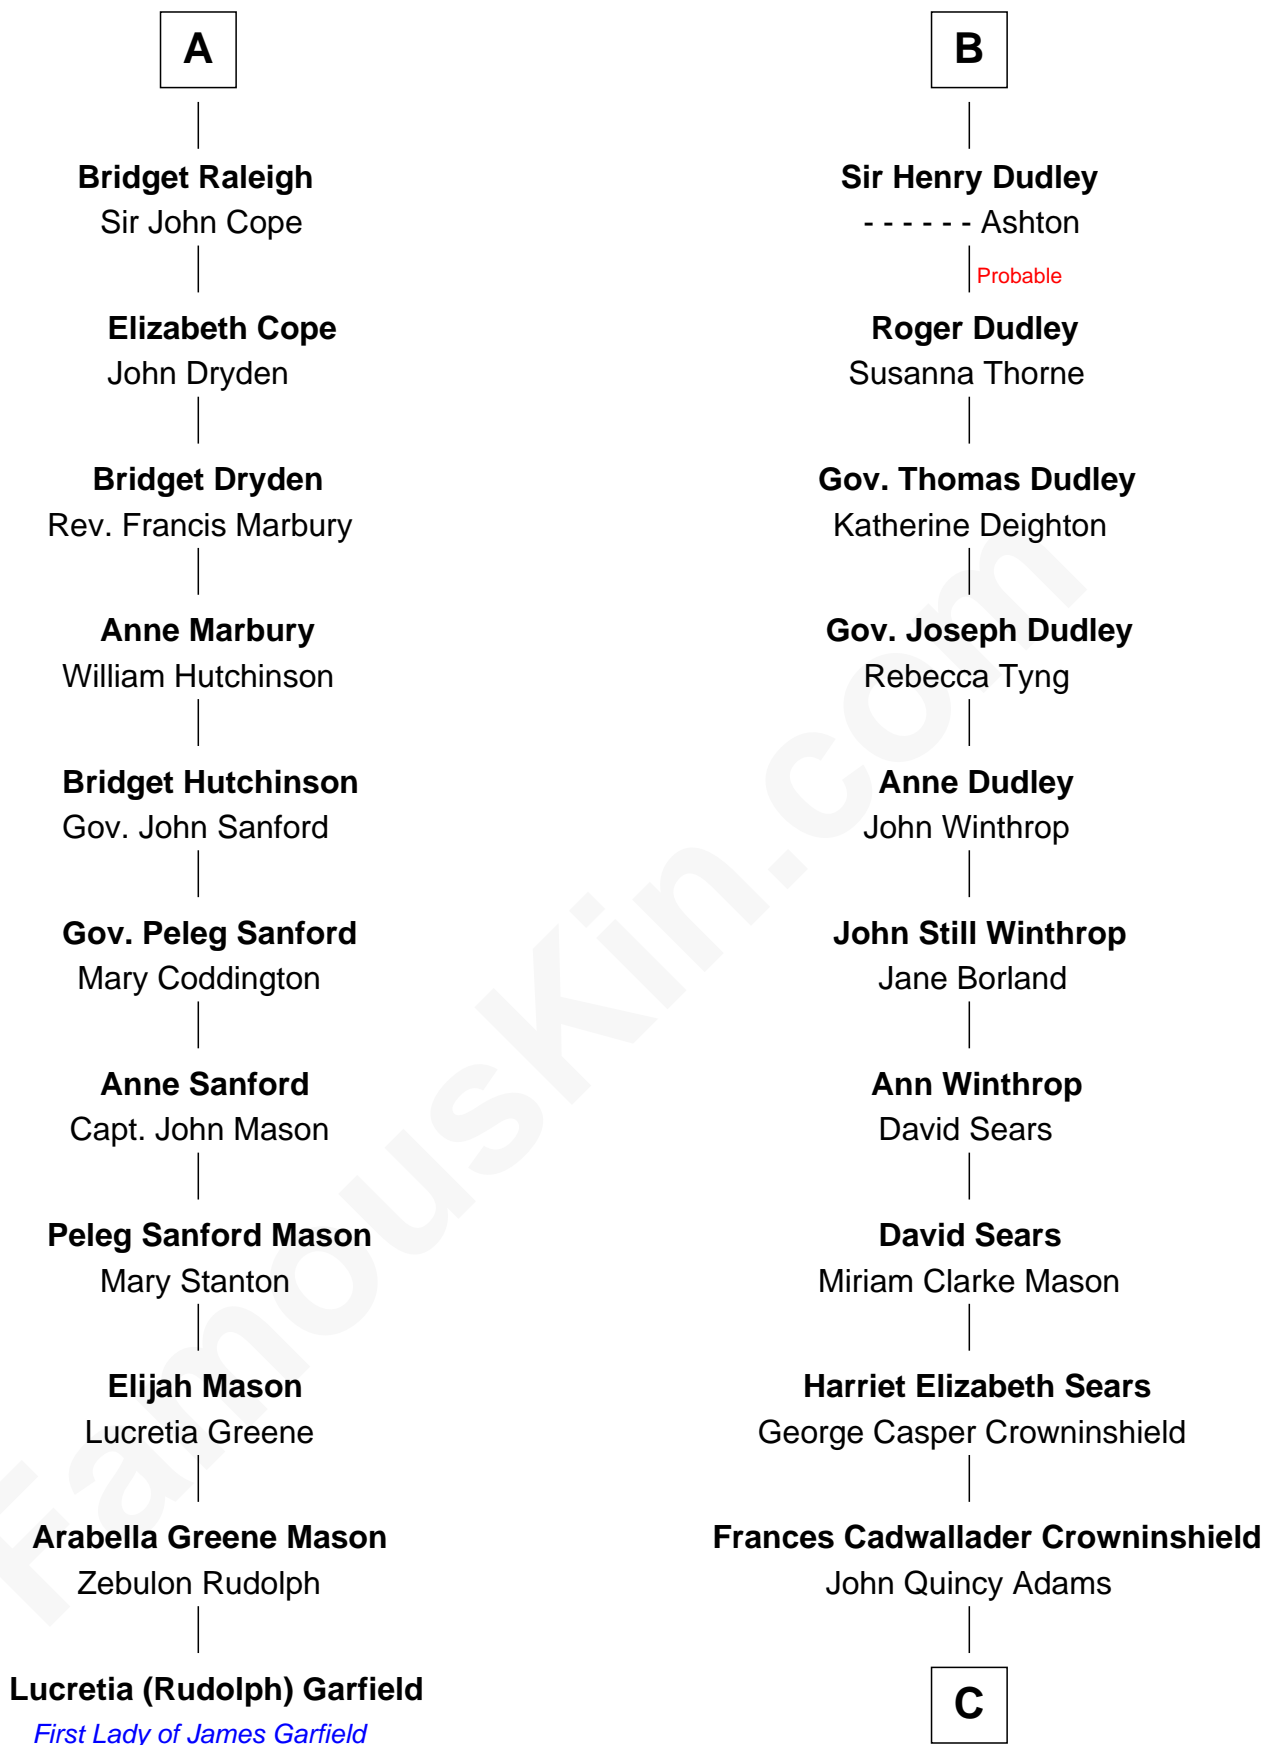 A
Bridget Raleigh
Sir John Cope
Elizabeth Cope
John Dryden
Bridget Dryden
Rev. Francis Marbury
Anne Marbury
William Hutchinson
Bridget Hutchinson
Gov. John Sanford
Gov. Peleg Sanford
Mary Coddington
Anne Sanford
Capt. John Mason
Peleg Sanford Mason
Mary Stanton
Elijah Mason
Lucretia Greene
Arabella Greene Mason
Zebulon Rudolph
Lucretia (Rudolph) Garfield
First Lady of James Garfield
B
Sir Henry Dudley
- - - - - - Ashton
Probable
Roger Dudley
Susanna Thorne
Gov. Thomas Dudley
Katherine Deighton
Gov. Joseph Dudley
Rebecca Tyng
Anne Dudley
John Winthrop
John Still Winthrop
Jane Borland
Ann Winthrop
David Sears
David Sears
Miriam Clarke Mason
Harriet Elizabeth Sears
George Casper Crowninshield
Frances Cadwallader Crowninshield
John Quincy Adams
C
FamousKin.com